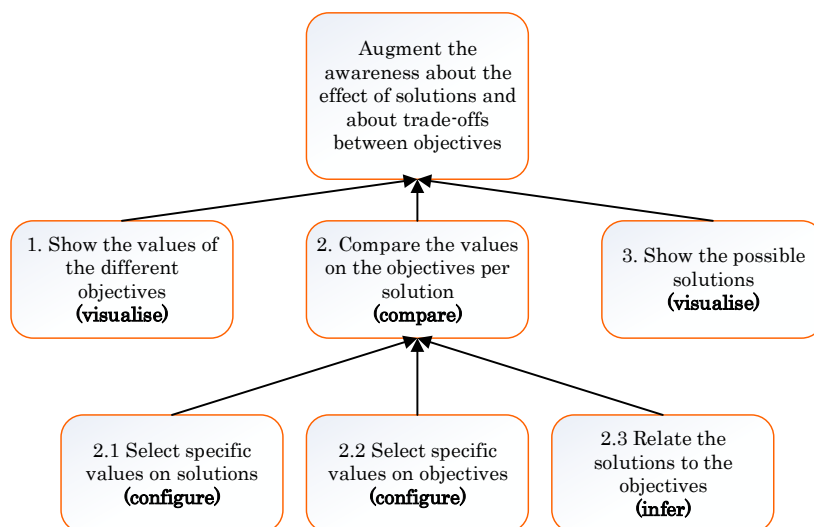 Augment the
awareness about the
effect of solutions and
about trade-offs
between objectives
1. Show the values of
the different
objectives
(visualise)
2. Compare the values
on the objectives per
solution
(compare)
3. Show the possible
solutions
(visualise)
2.1 Select specific
values on solutions
(configure)
2.2 Select specific
values on objectives
(configure)
2.3 Relate the
solutions to the
objectives
(infer)